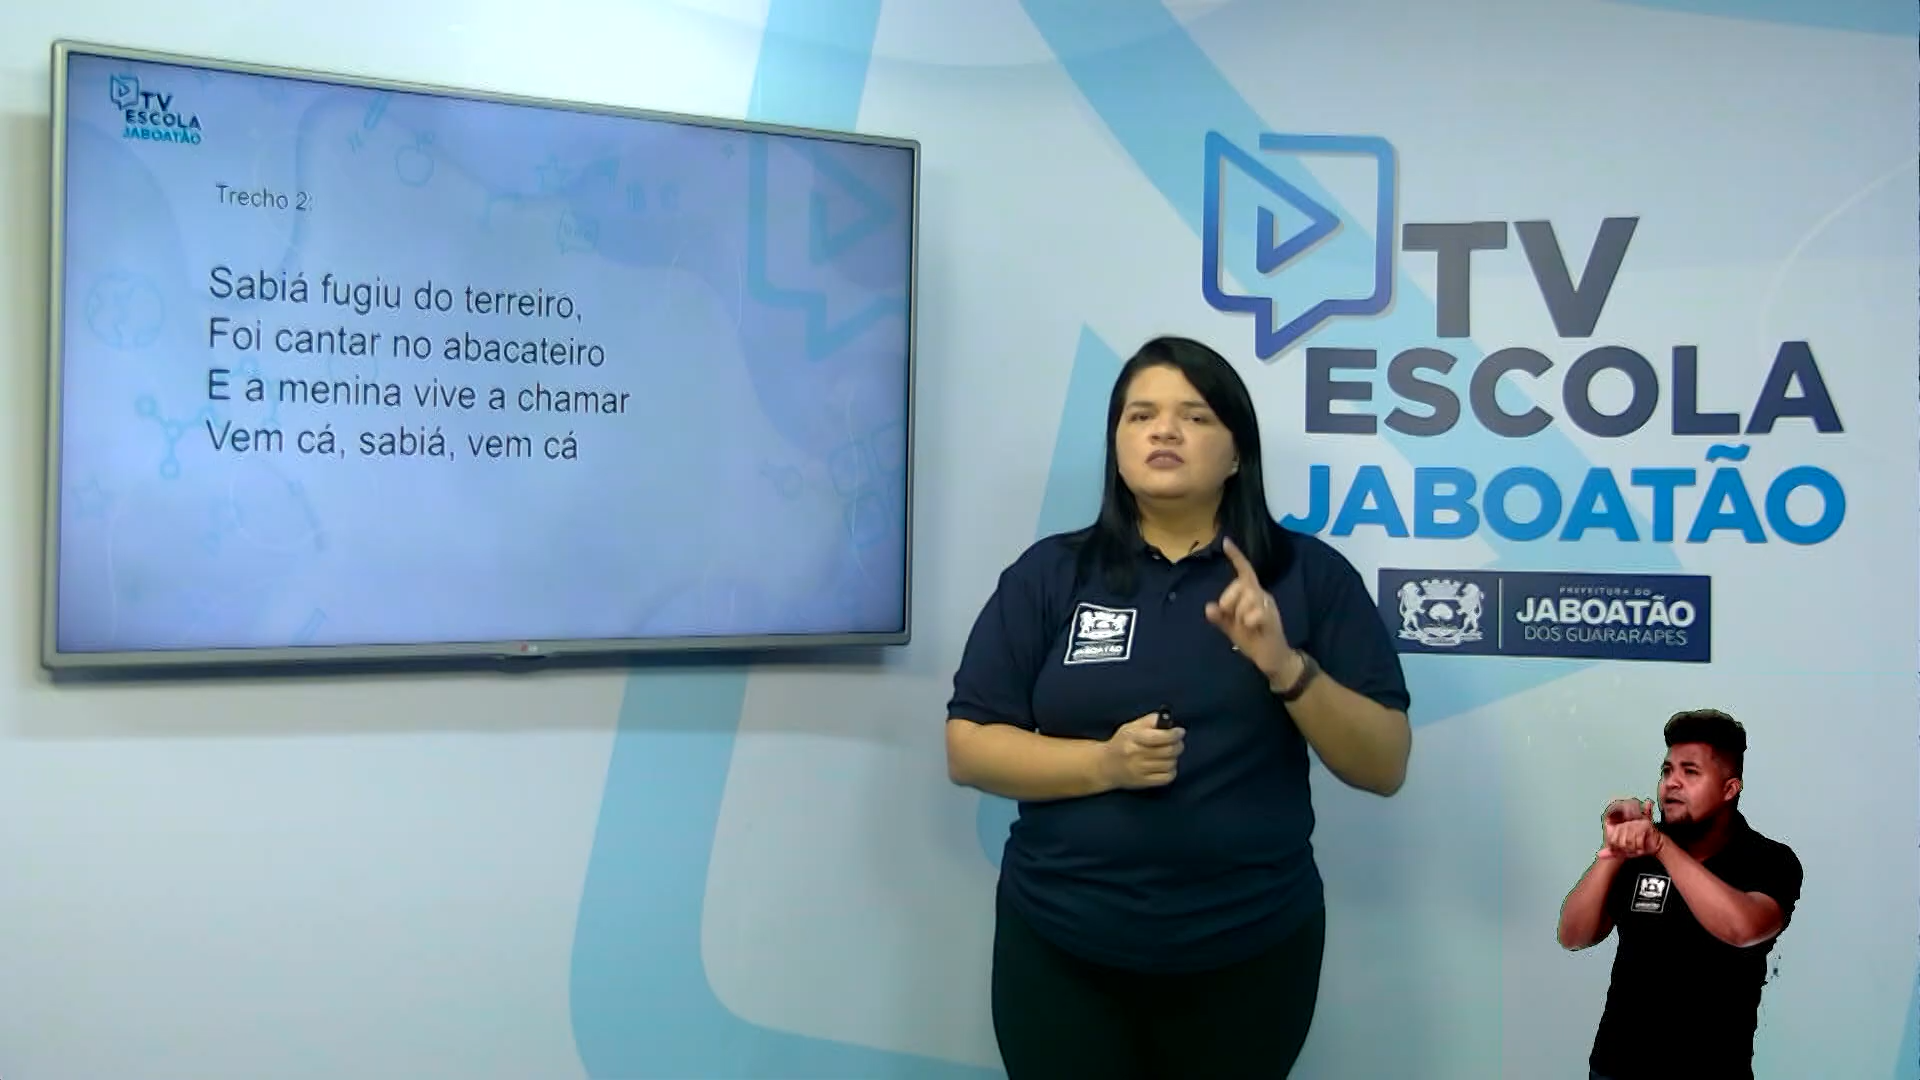 TV
ESCOLA
JABOATÃO
Trecho 2:
Sabiá fugiu do terreiro,
Foi cantar no abacateiro
E a menina vive a chamar
Vem cá, sabiá, vem cá
LG
TV
ESCOLA
JABOATÃO
PREFEITURA DO
JABOATÃO
DOS GUARARAPES
JABOATÃO